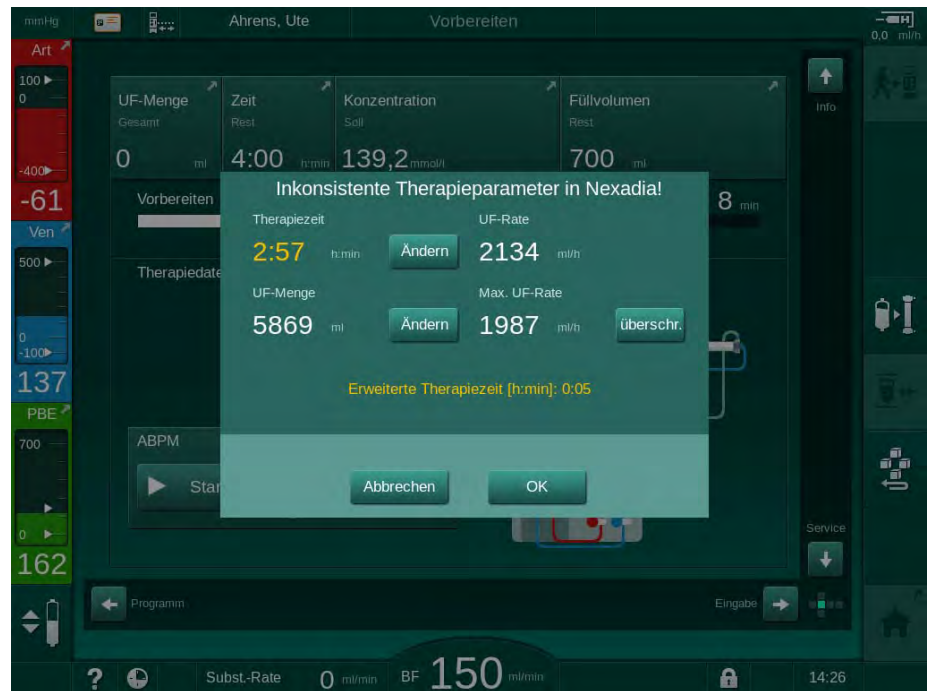 mmHg
Ahrens, Ute
Vorbereiten
0,0 ml/h
Art
100
0
-400
-61
Ven
500
0
-100
137
PBE
700
0
162
UF-Menge
Gesamt
0 ml
Zeit
Rest
4:00 h:min
Konzentration
Soll
139,2 mmol/l
Füllvolumen
Rest
700 ml
Info
Vorbereiten
8 min
Therapiedate
Inkonsistente Therapieparameter in Nexadia!
Therapiezeit
2:57 h:min
Ändern
UF-Rate
2134 ml/h
UF-Menge
5869 ml
Ändern
Max. UF-Rate
1987 ml/h
überschr.
Erweiterte Therapiezeit [h:min]: 0:05
Abbrechen
OK
ABPM
Star
Service
Programm
Eingabe
?
Subst.-Rate 0 ml/min
BF 150 ml/min
14:26